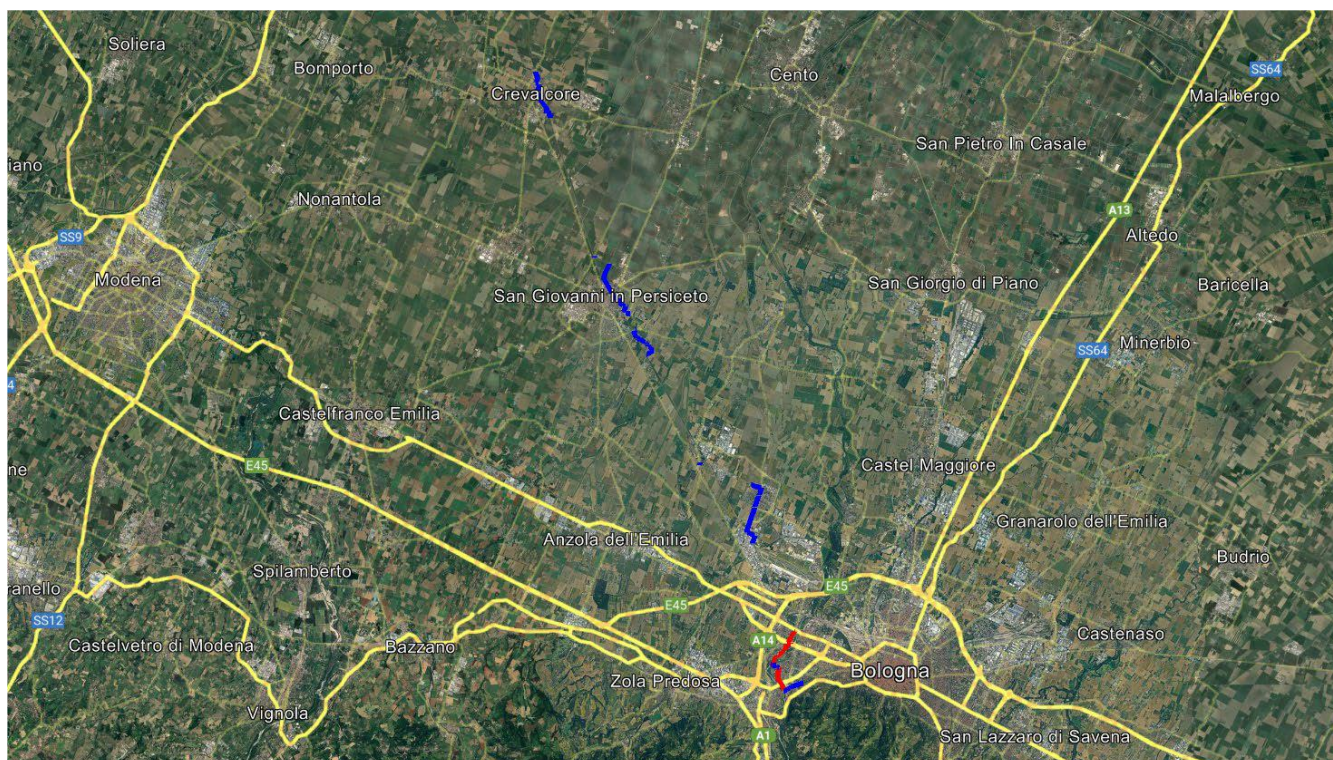 Soliera
Bomporto
Cento
SS64
Crevalcore
Malalbergo
San Pietro In Casale
iano
Nonantola
A13
SS9
Altedo
Modena
San Giorgio di Piano
Baricella
San Giovanni in Persiceto
Minerbio
SS64
4
Castelfranco Emilia
ne
E45
Castel Maggiore
Granarolo dell'Emilia
Anzola dell'Emilia
Budrio
Spilamberto
ranello
E45
E45
SS12
Castelvetro di Modena
Bazzano
A14
Castenaso
Bologna
Zola Predosa
Vignola
A1
San Lazzaro di Savena